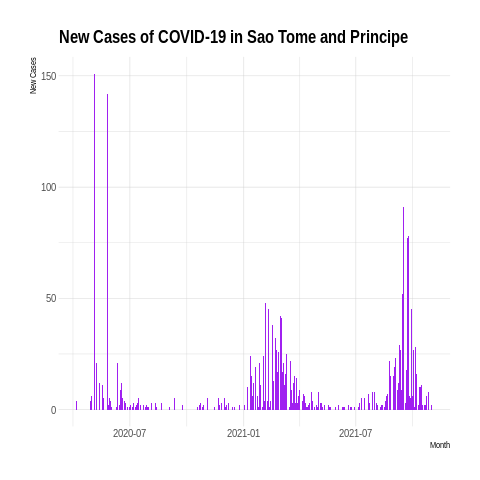 New Cases of COVID-19 in Sao Tome and Principe
New Cases
150
100
50
0
2020-07
2021-01
2021-07
Month